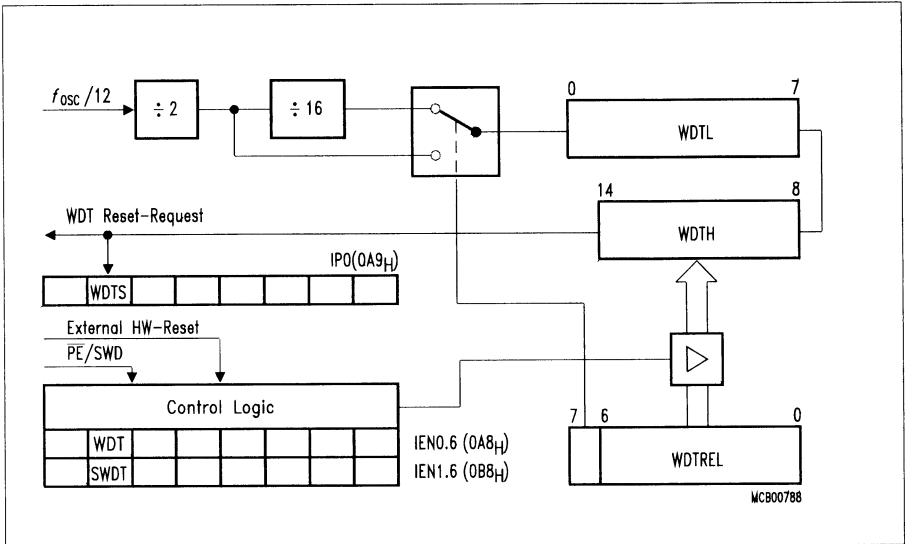 fOSC/12
÷ 2
÷ 16
0 7
WDTL
14 8
WDTH
WDT Reset-Request
IP0(0A9H)
WDTS
External HW-Reset
PE/SWD
Control Logic
WDT
IEN0.6 (0A8H)
SWDT
IEN1.6 (0B8H)
7 6 0
WDTREL
MCB00788